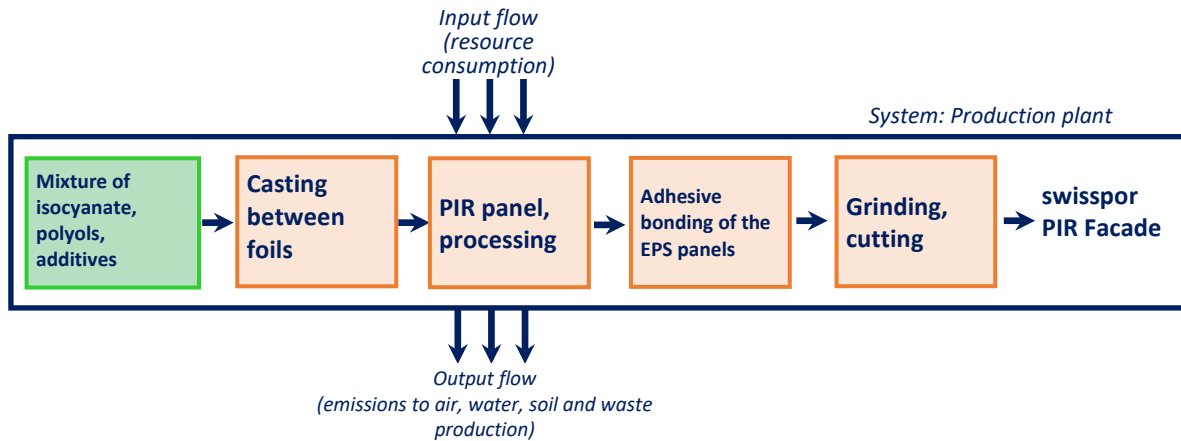 Input flow
(resource
consumption)
System: Production plant
Mixture of
isocyanate,
polyols,
additives
Casting
between
foils
PIR panel,
processing
Adhesive
bonding of the
EPS panels
Grinding,
cutting
swisspor
PIR Facade
Output flow
(emissions to air, water, soil and waste
production)